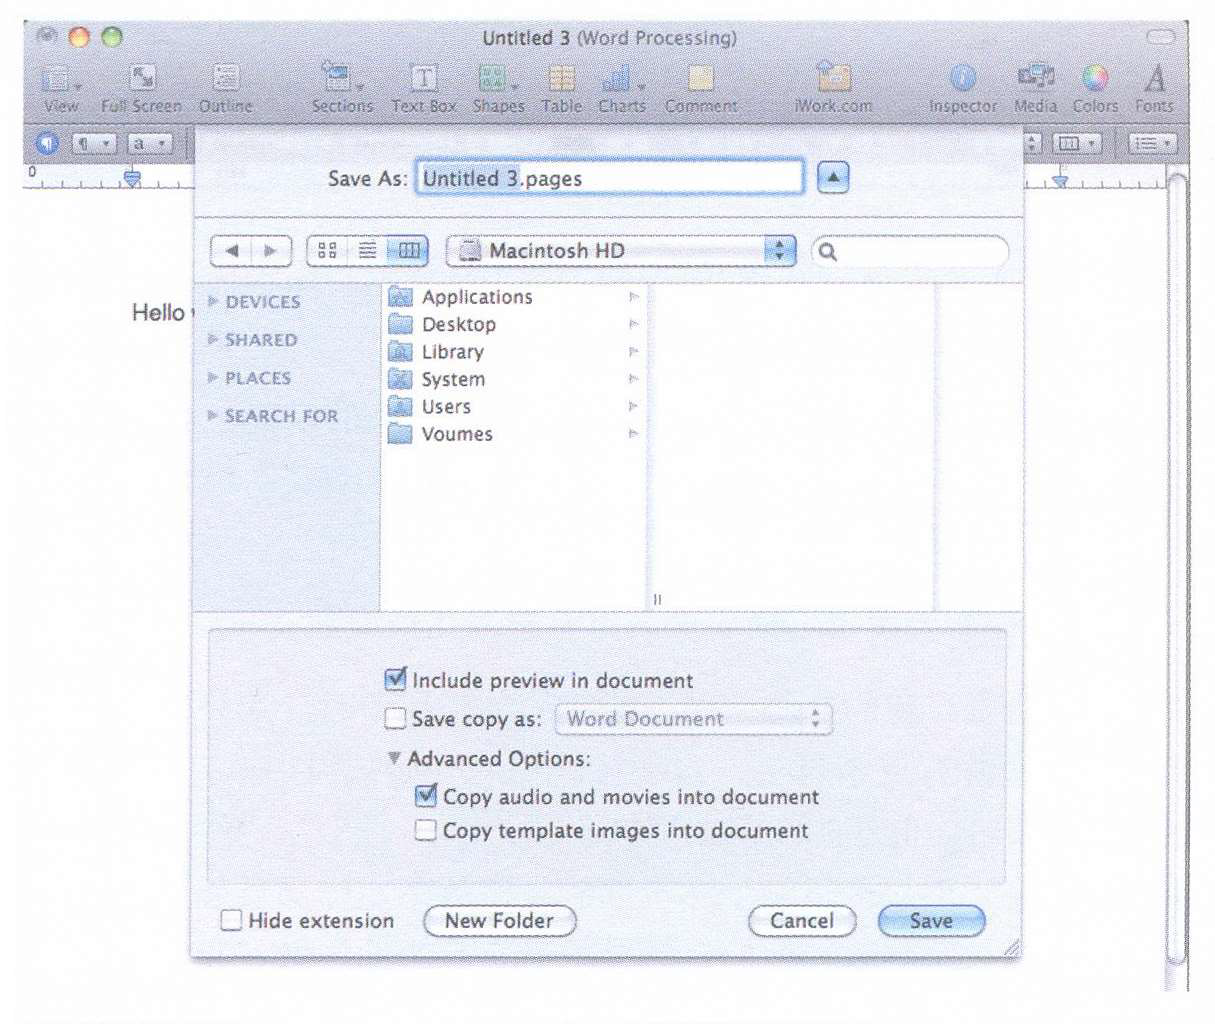 Untitled 3 (Word Processing)
View Full Screen Outline Sections Text Box Shapes Table Charts Comment iWork.com Inspector Media Colors Fonts
a
0
Save As: Untitled 3.pages
Macintosh HD
Hello
DEVICES
SHARED
PLACES
SEARCH FOR
Applications
Desktop
Library
System
Users
Voumes
Include preview in document
Save copy as: Word Document
Advanced Options:
Copy audio and movies into document
Copy template images into document
Hide extension New Folder Cancel Save